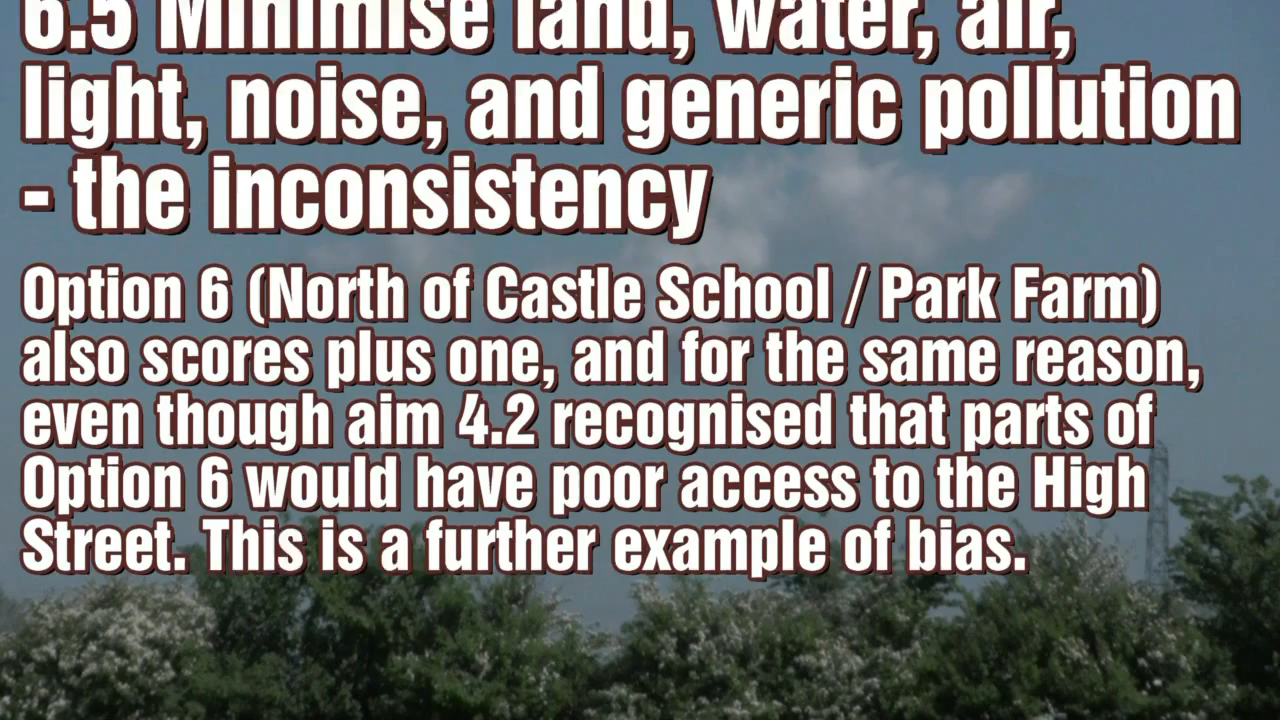 6.5 Minimise land, water, air,
light, noise, and generic pollution
- the inconsistency
Option 6 (North of Castle School / Park Farm)
also scores plus one, and for the same reason,
even though aim 4.2 recognised that parts of
Option 6 would have poor access to the High
Street. This is a further example of bias.